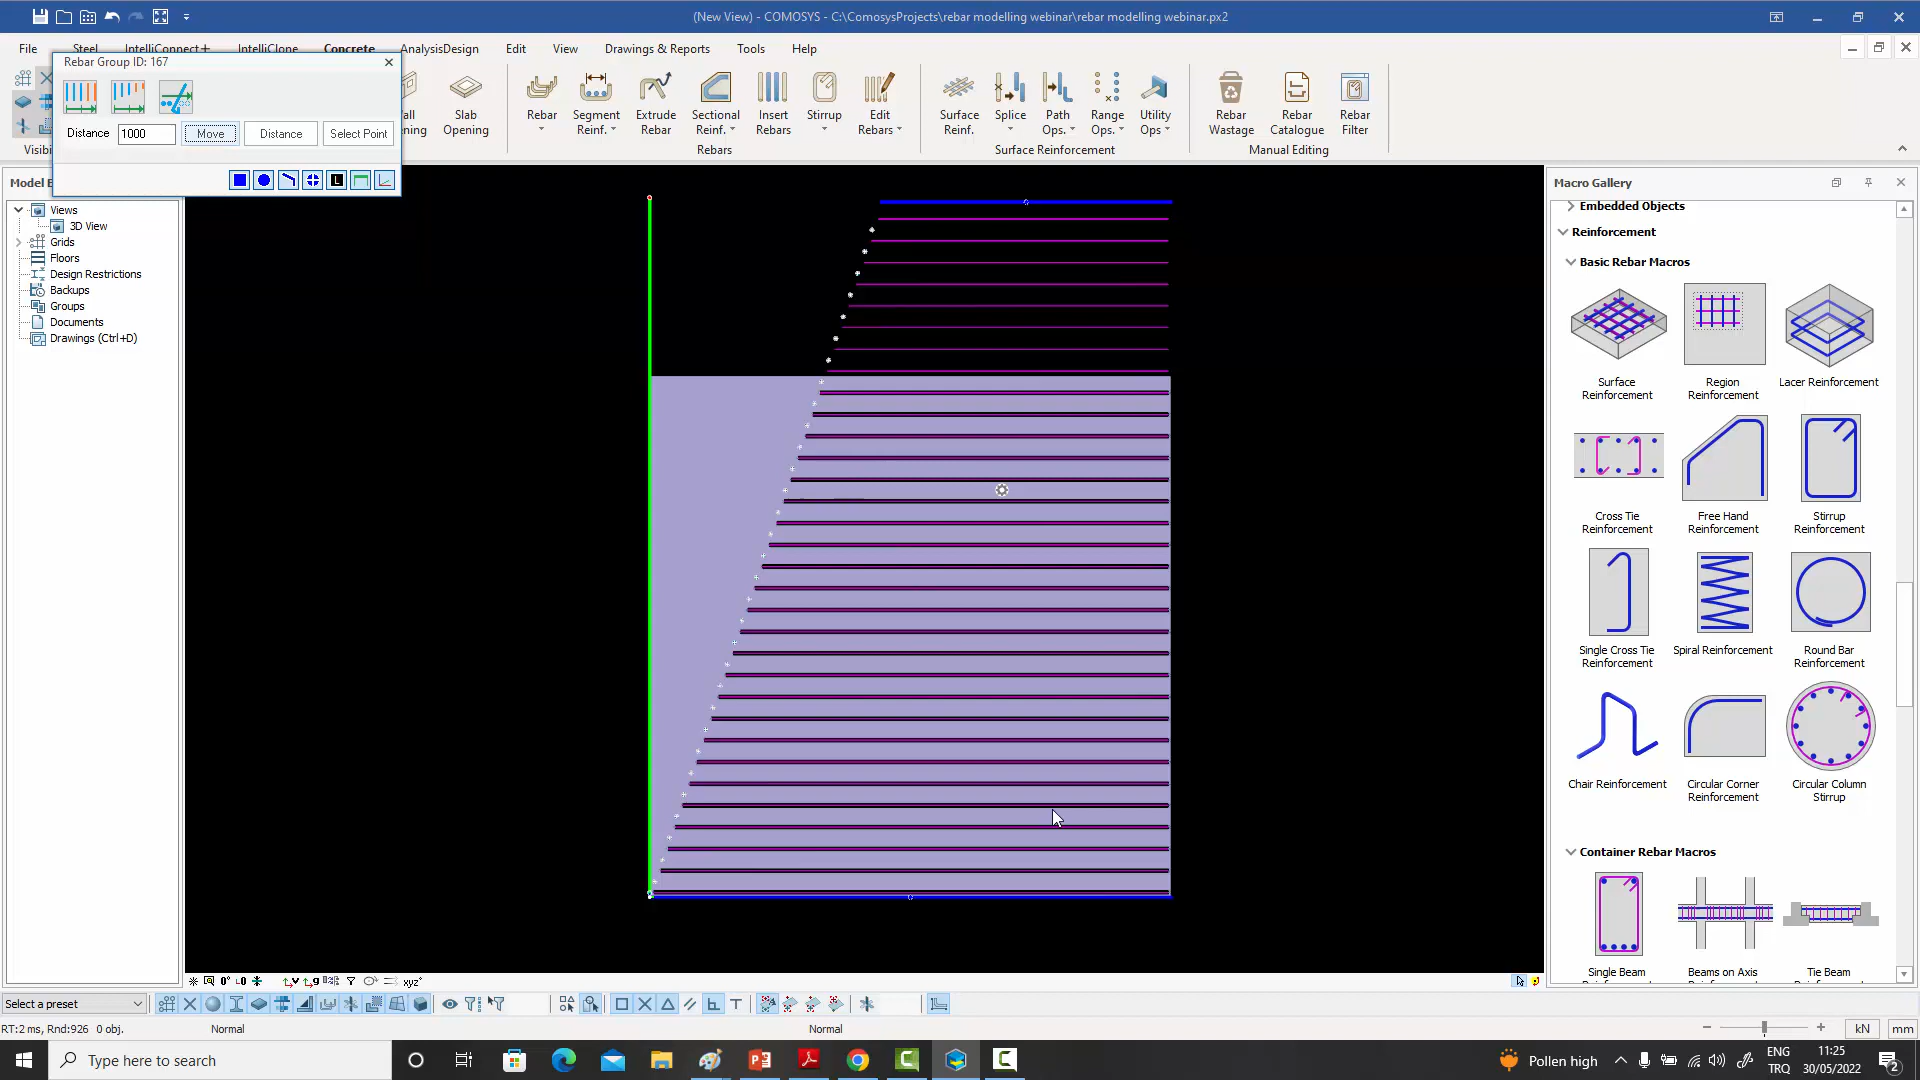 (New View) - COMOSYS - C:\ComosysProjects\rebar modelling webinar\rebar modelling webinar.px2
File
Steel
IntelliConnect+
IntelliClone
Concrete
AnalysisDesign
Edit
View
Drawings & Reports
Tools
Help
Rebar Group ID: 167
Distance
1000
Move
Distance
Select Point
Slab
Opening
Rebar
Segment
Reinf.
Extrude
Rebar
Sectional
Reinf.
Insert
Rebars
Stirrup
Edit
Rebars
Surface
Reinf.
Splice
Path
Ops.
Range
Ops.
Utility
Ops
Rebar
Wastage
Rebar
Catalogue
Rebar
Filter
Rebars
Surface Reinforcement
Manual Editing
Views
3D View
Grids
Floors
Design Restrictions
Backups
Groups
Documents
Drawings (Ctrl+D)
Macro Gallery
Embedded Objects
Reinforcement
Basic Rebar Macros
Surface
Reinforcement
Region
Reinforcement
Lacer Reinforcement
Cross Tie
Reinforcement
Free Hand
Reinforcement
Stirrup
Reinforcement
Single Cross Tie
Reinforcement
Spiral Reinforcement
Round Bar
Reinforcement
Chair Reinforcement
Circular Corner
Reinforcement
Circular Column
Stirrup
Container Rebar Macros
Single Beam
Beams on Axis
Tie Beam
xyz
Select a preset
RT:2 ms, Rnd:926 0 obj.
Normal
Normal
kN
mm
Type here to search
Pollen high
ENG
TRQ
11:25
30/05/2022
2